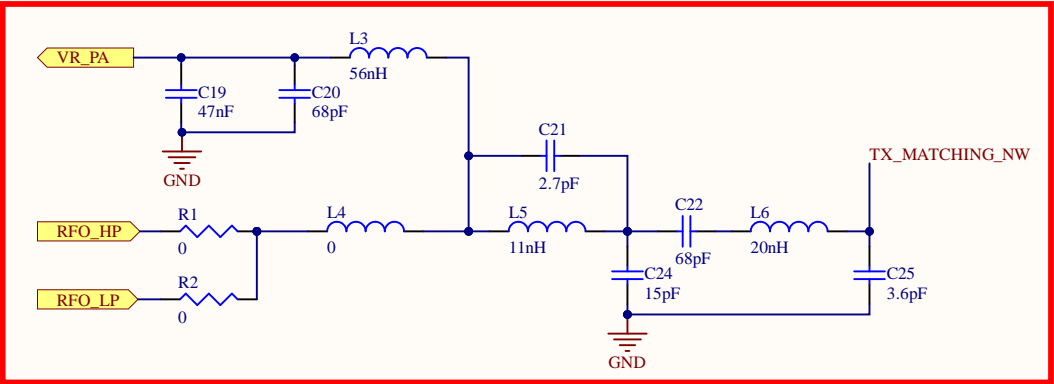 L3
VR_PA
56nH
C19
47nF
C20
68pF
C21
2.7pF
GND
TX_MATCHING_NW
R1
RFO_HP
0
L4
0
L5
11nH
C22
68pF
L6
20nH
R2
RFO_LP
0
C24
15pF
C25
3.6pF
GND